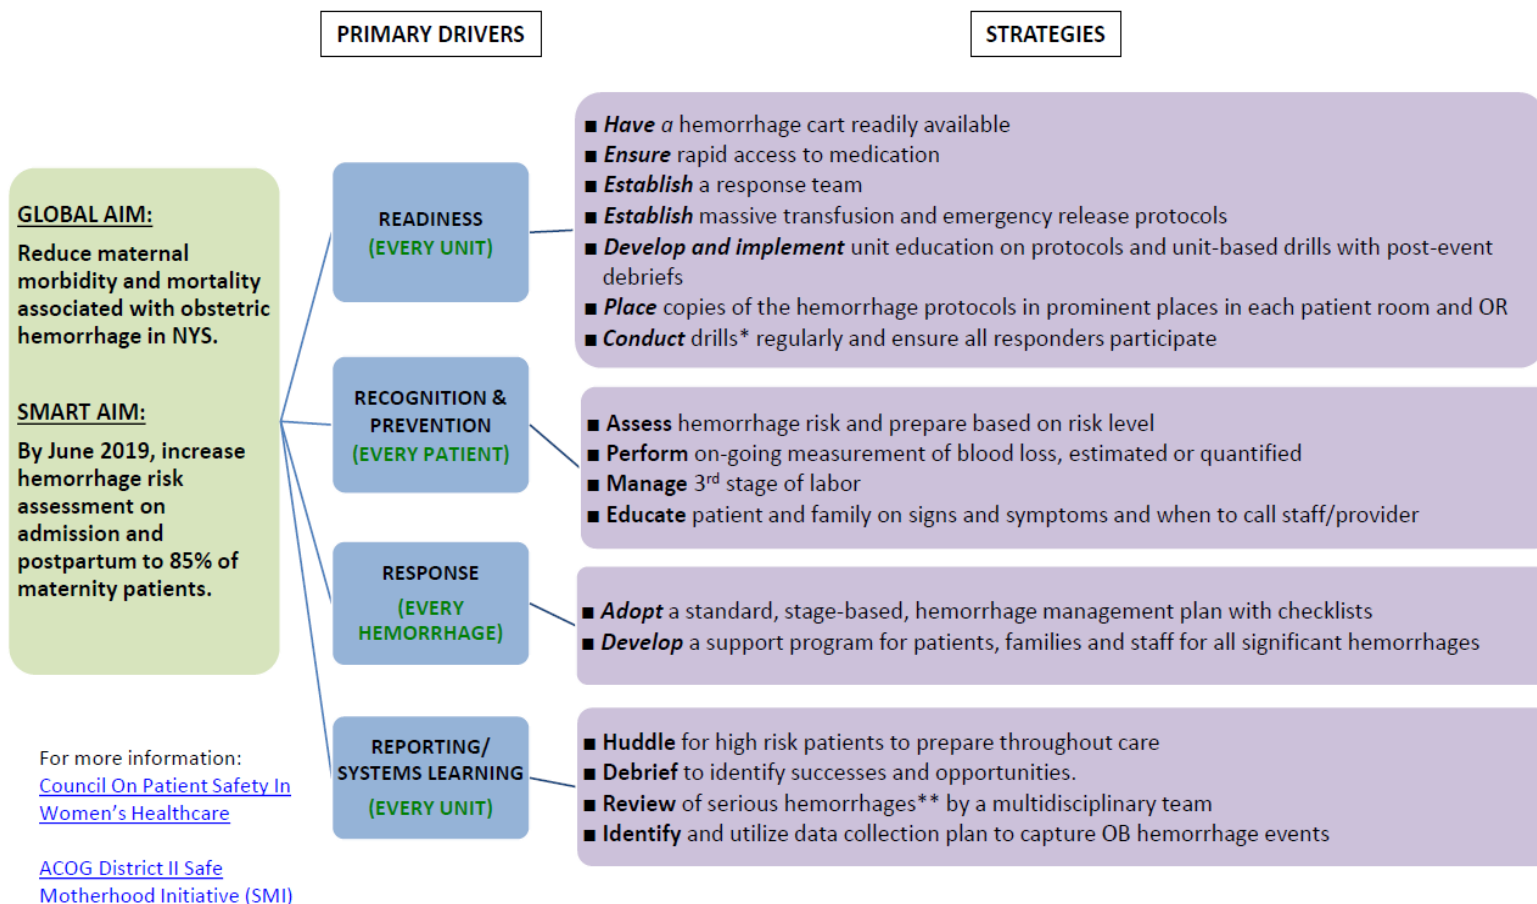 PRIMARY DRIVERS
STRATEGIES
GLOBAL AIM:
Reduce maternal
morbidity and mortality
associated with obstetric
hemorrhage in NYS.
SMART AIM:
By June 2019, increase
hemorrhage risk
assessment on
admission and
postpartum to 85% of
maternity patients.
For more information:
Council On Patient Safety In
Women's Healthcare
ACOG District II Safe
Motherhood Initiative (SMI)
READINESS
(EVERY UNIT)
■ Have a hemorrhage cart readily available
■ Ensure rapid access to medication
■ Establish a response team
■ Establish massive transfusion and emergency release protocols
■ Develop and implement unit education on protocols and unit-based drills with post-event
debriefs
■ Place copies of the hemorrhage protocols in prominent places in each patient room and OR
■ Conduct drills* regularly and ensure all responders participate
RECOGNITION &
PREVENTION
(EVERY PATIENT)
■ Assess hemorrhage risk and prepare based on risk level
■ Perform on-going measurement of blood loss, estimated or quantified
■ Manage 3rd stage of labor
■ Educate patient and family on signs and symptoms and when to call staff/provider
RESPONSE
(EVERY
HEMORRHAGE)
■ Adopt a standard, stage-based, hemorrhage management plan with checklists
■ Develop a support program for patients, families and staff for all significant hemorrhages
REPORTING/
SYSTEMS LEARNING
(EVERY UNIT)
■ Huddle for high risk patients to prepare throughout care
■ Debrief to identify successes and opportunities.
■ Review of serious hemorrhages** by a multidisciplinary team
■ Identify and utilize data collection plan to capture OB hemorrhage events